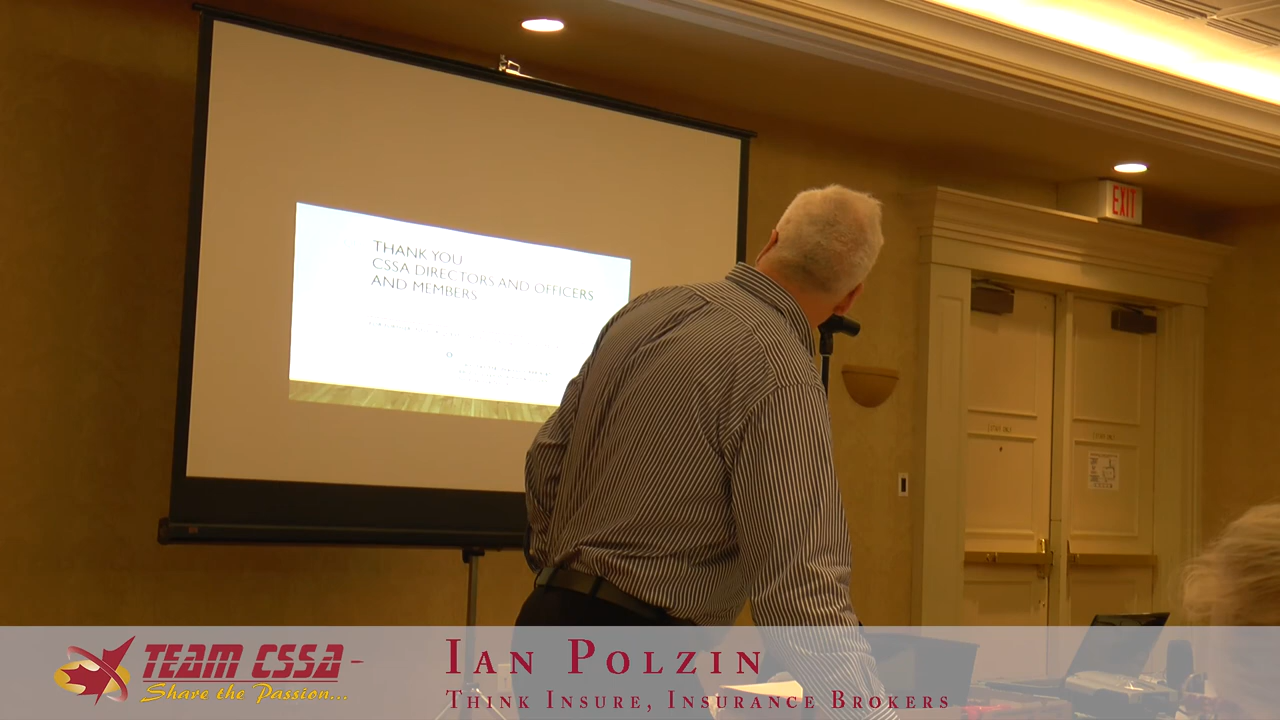 EXIT
THANK YOU
CSSA DIRECTORS AND OFFICERS
AND MEMBERS
TEAM CSSA
Share the Passion...
IAN POLZIN
THINK INSURE, INSURANCE BROKERS